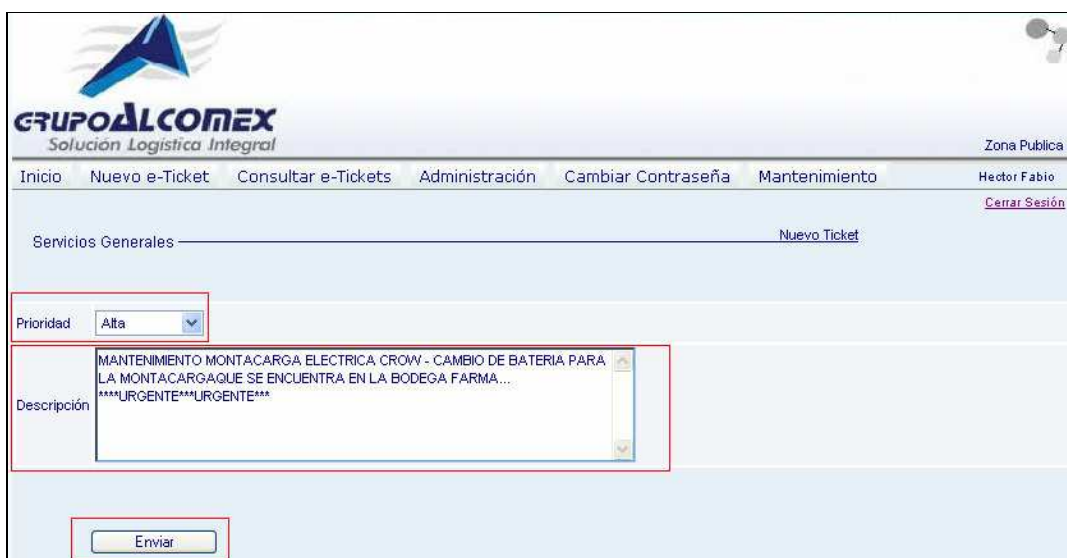 GRUPO ALCOMEX
Solución Logística Integral
Zona Publica
Inicio Nuevo e-Ticket Consultar e-Tickets Administración Cambiar Contraseña Mantenimiento Hector Fabio
Cerrar Sesión
Servicios Generales Nuevo Ticket
Prioridad Alta
Descripción
MANTENIMIENTO MONTACARGA ELECTRICA CROW - CAMBIO DE BATERIA PARA
LA MONTACARGAQUE SE ENCUENTRA EN LA BODEGA FARMA...
****URGENTE***URGENTE***
Enviar